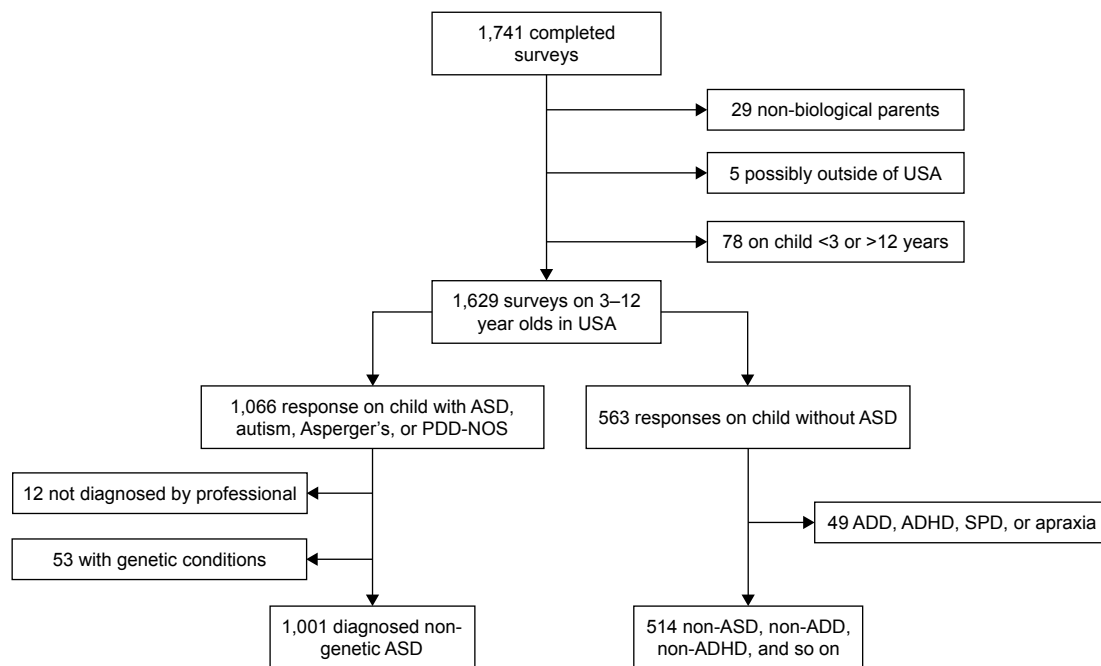 1,741 completed
surveys
29 non-biological parents
5 possibly outside of USA
78 on child <3 or >12 years
1,629 surveys on 3–12
year olds in USA
1,066 response on child with ASD,
autism, Asperger's, or PDD-NOS
563 responses on child without ASD
12 not diagnosed by professional
49 ADD, ADHD, SPD, or apraxia
53 with genetic conditions
1,001 diagnosed non-
genetic ASD
514 non-ASD, non-ADD,
non-ADHD, and so on